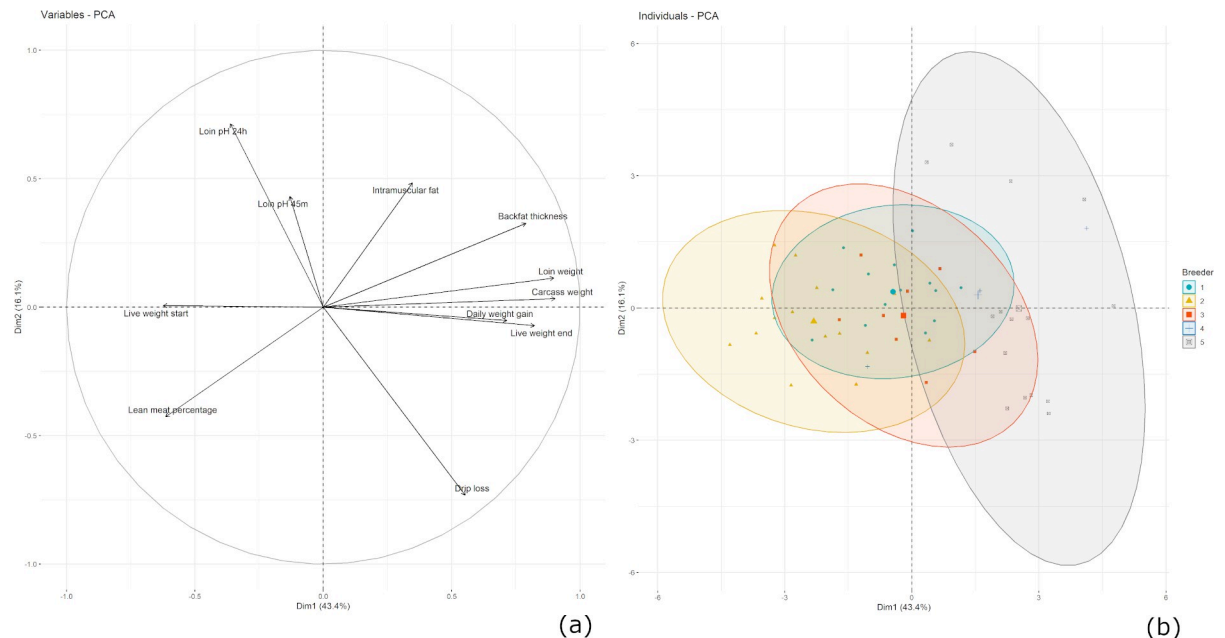 Variables - PCA
1.0
0.5
0.0
-0.5
-1.0
Dim2 (16.1%)
Loin pH 24h
Loin pH 45m
Intramuscular fat
Backfat thickness
Loin weight
Carcass weight
Live weight start
Daily weight gain
Live weight end
Lean meat percentage
Drip loss
-1.0 -0.5 0.0 0.5 1.0
Dim1 (43.4%)
(a)
Individuals - PCA
6
3
0
-3
-6
Dim2 (16.1%)
-6 -3 0 3 6
Dim1 (43.4%)
Breeder
1
2
3
4
5
(b)